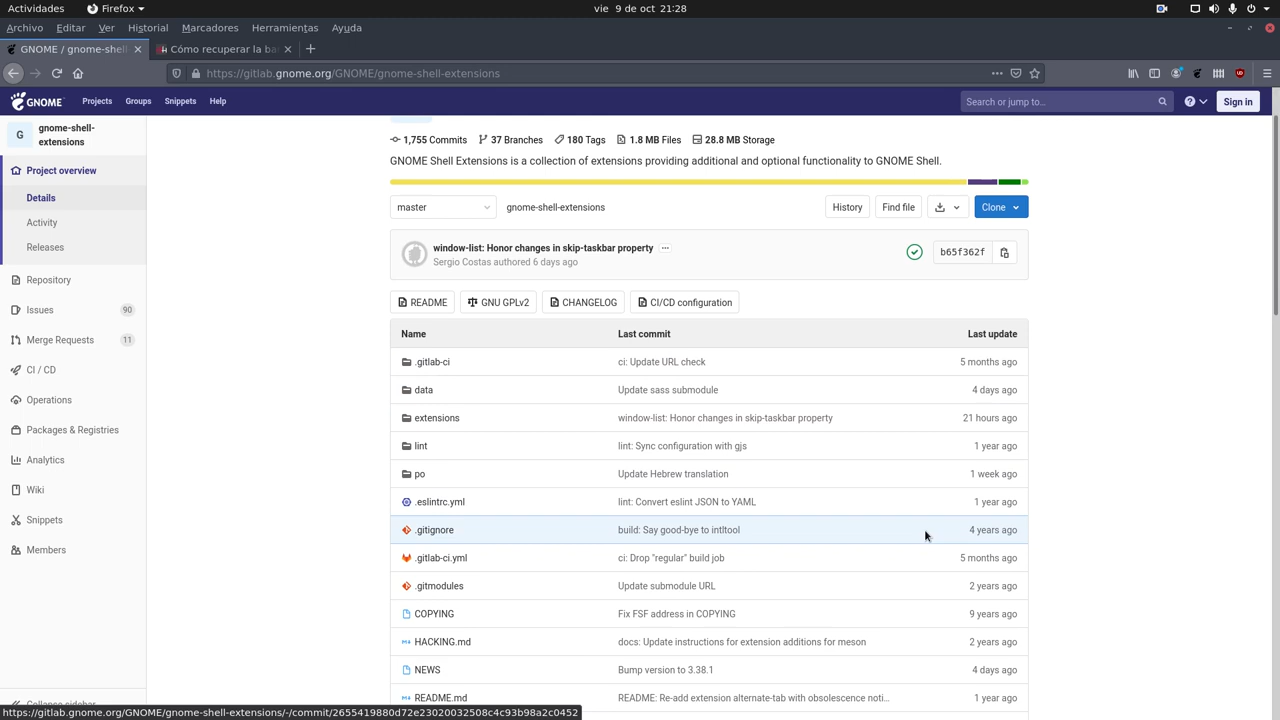 Actividades
Firefox
vie 9 de oct 21:28
Archivo Editar Ver Historial Marcadores Herramientas Ayuda
GNOME / gnome-shell
Cómo recuperar la ba
https://gitlab.gnome.org/GNOME/gnome-shell-extensions
GNOME
Projects
Groups
Snippets
Help
Search or jump to...
Sign in
G
gnome-shell-
extensions
Project overview
Details
Activity
Releases
Repository
Issues 90
Merge Requests 11
CI / CD
Operations
Packages & Registries
Analytics
Wiki
Snippets
Members
Collapse sidebar
1,755 Commits 37 Branches 180 Tags 1.8 MB Files 28.8 MB Storage
GNOME Shell Extensions is a collection of extensions providing additional and optional functionality to GNOME Shell.
master
gnome-shell-extensions
History
Find file
Clone
window-list: Honor changes in skip-taskbar property
Sergio Costas authored 6 days ago
b65f362f
README
GNU GPLv2
CHANGELOG
CI/CD configuration
Name Last commit Last update
.gitlab-ci ci: Update URL check 5 months ago
data Update sass submodule 4 days ago
extensions window-list: Honor changes in skip-taskbar property 21 hours ago
lint lint: Sync configuration with gjs 1 year ago
po Update Hebrew translation 1 week ago
.eslintrc.yml lint: Convert eslint JSON to YAML 1 year ago
.gitignore build: Say good-bye to intltool 4 years ago
.gitlab-ci.yml ci: Drop "regular" build job 5 months ago
.gitmodules Update submodule URL 2 years ago
COPYING Fix FSF address in COPYING 9 years ago
HACKING.md docs: Update instructions for extension additions for meson 2 years ago
NEWS Bump version to 3.38.1 4 days ago
README.md README: Re-add extension alternate-tab with obsolescence noti... 1 year ago
https://gitlab.gnome.org/GNOME/gnome-shell-extensions/-/commit/2655419880d72e23020032508c4c93b98a2c0452